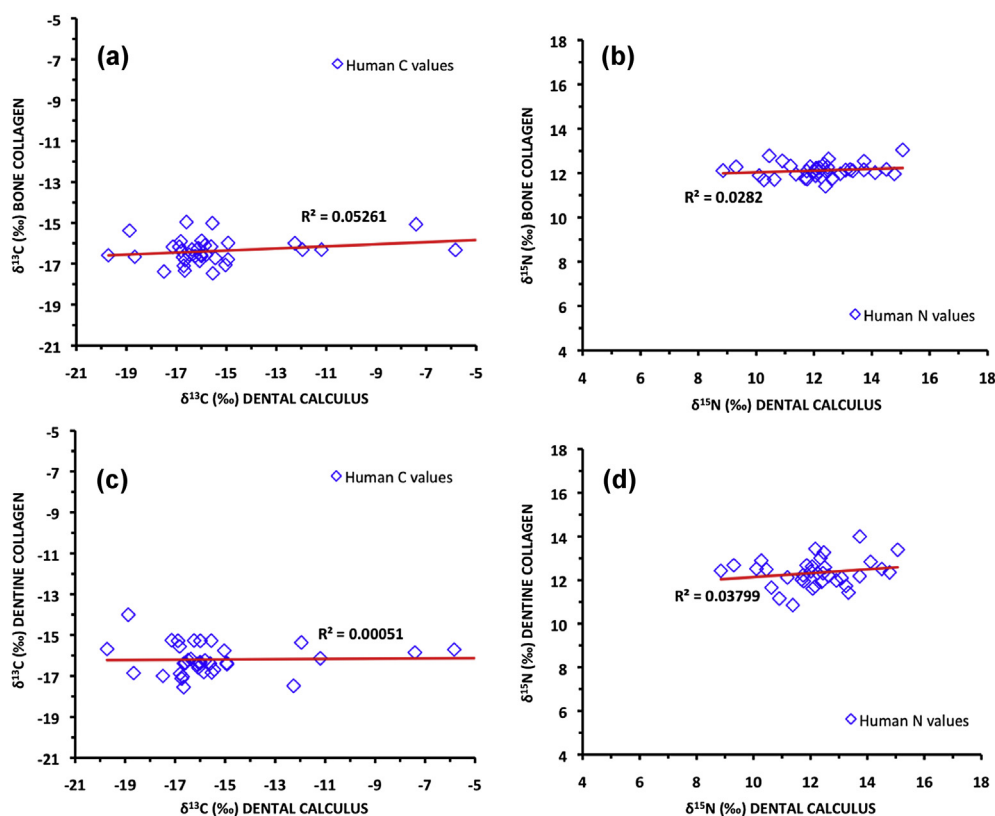 (a)
Human C values
R² = 0.05261
δ¹³C (‰) BONE COLLAGEN
-5
-7
-9
-11
-13
-15
-17
-19
-21
-21 -19 -17 -15 -13 -11 -9 -7 -5
δ¹³C (‰) DENTAL CALCULUS
(b)
R² = 0.0282
Human N values
δ¹⁵N (‰) BONE COLLAGEN
18
16
14
12
10
8
6
4
4 6 8 10 12 14 16 18
δ¹⁵N (‰) DENTAL CALCULUS
(c)
Human C values
R² = 0.00051
δ¹³C (‰) DENTINE COLLAGEN
-5
-7
-9
-11
-13
-15
-17
-19
-21
-21 -19 -17 -15 -13 -11 -9 -7 -5
δ¹³C (‰) DENTAL CALCULUS
(d)
R² = 0.03799
Human N values
δ¹⁵N (‰) DENTINE COLLAGEN
18
16
14
12
10
8
6
4
4 6 8 10 12 14 16 18
δ¹⁵N (‰) DENTAL CALCULUS